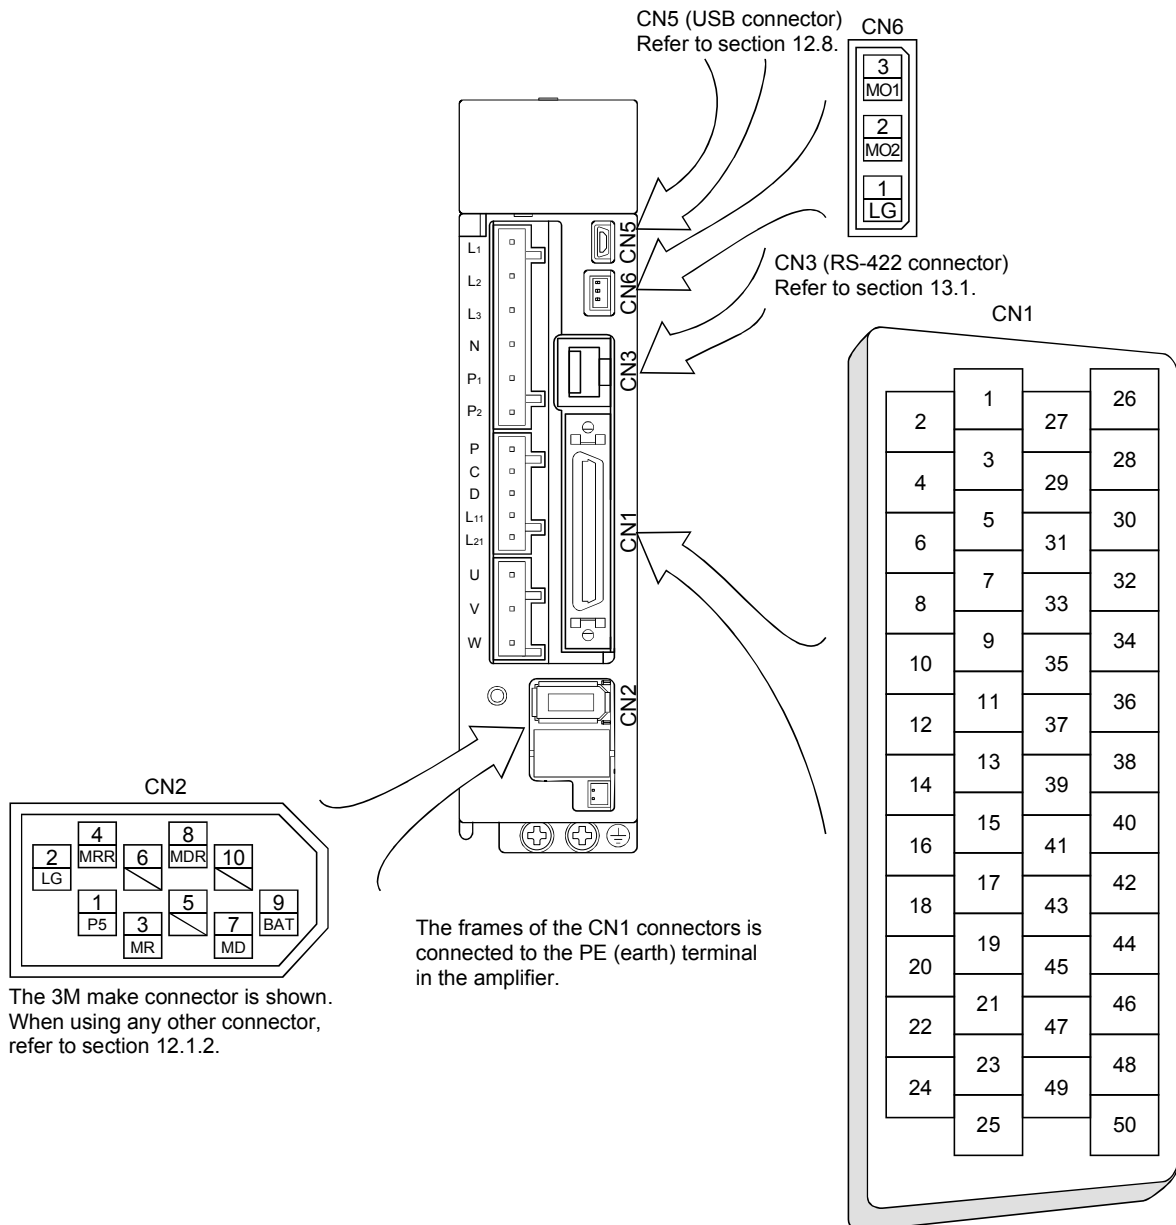 CN5 (USB connector)
Refer to section 12.8.
CN6
3
MO1
2
MO2
1
LG
CN3 (RS-422 connector)
Refer to section 13.1.
L1
L2
L3
N
P1
P2
P
C
D
L11
L21
U
V
W
CN5
CN6
CN3
CN1
CN2
CN1
1 26
2 27
3 28
4 29
5 30
6 31
7 32
8 33
9 34
10 35
11 36
12 37
13 38
14 39
15 40
16 41
17 42
18 43
19 44
20 45
21 46
22 47
23 48
24 49
25 50
CN2
4 8
MRR MDR
2 6 10
LG
1 5 9
P5 BAT
3 7
MR MD
The 3M make connector is shown.
When using any other connector,
refer to section 12.1.2.
The frames of the CN1 connectors is
connected to the PE (earth) terminal
in the amplifier.